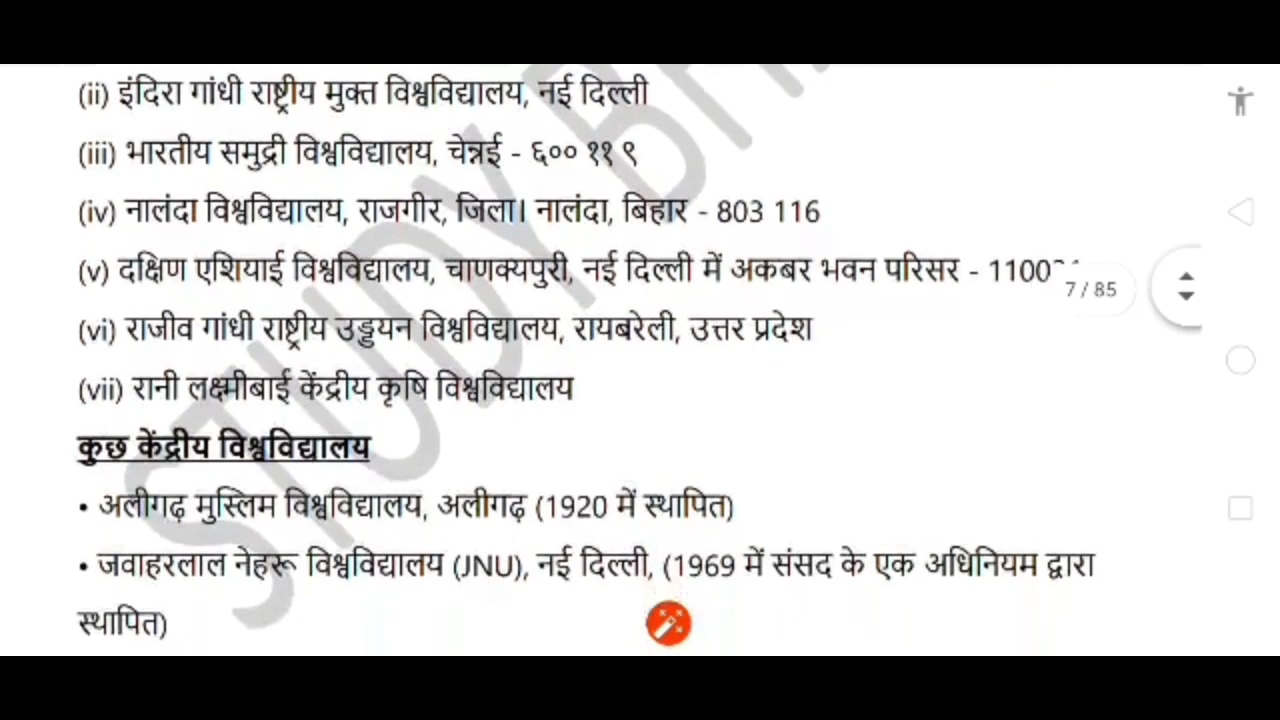 (ii) इंदिरा गांधी राष्ट्रीय मुक्त विश्वविद्यालय, नई दिल्ली
(iii) भारतीय समुद्री विश्वविद्यालय, चेन्नई - ६०० ११ ९
(iv) नालंदा विश्वविद्यालय, राजगीर, जिला। नालंदा, बिहार - 803 116
(v) दक्षिण एशियाई विश्वविद्यालय, चाणक्यपुरी, नई दिल्ली में अकबर भवन परिसर -
7 / 85
(vi) राजीव गांधी राष्ट्रीय उड्डयन विश्वविद्यालय, रायबरेली, उत्तर प्रदेश
(vii) रानी लक्ष्मीबाई केंद्रीय कृषि विश्वविद्यालय
कुछ केंद्रीय विश्वविद्यालय
• अलीगढ़ मुस्लिम विश्वविद्यालय, अलीगढ़ (1920 में स्थापित)
• जवाहरलाल नेहरू विश्वविद्यालय (JNU), नई दिल्ली, (1969 में संसद के एक अधिनियम द्वारा
स्थापित)
STUDY